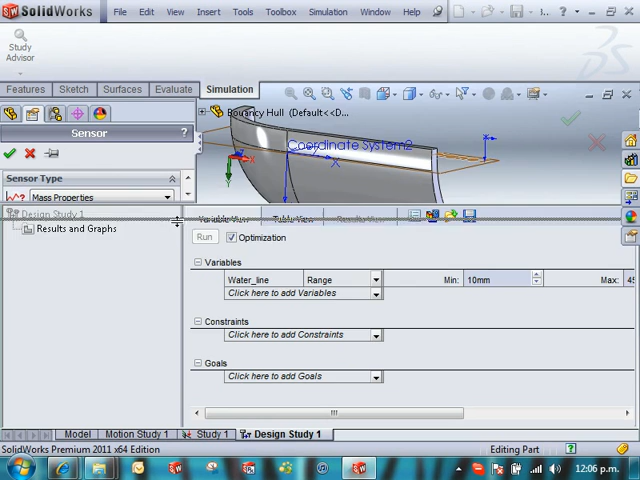 SolidWorks File Edit View Insert Tools Toolbox Simulation Window Help
Study
Advisor
Features Sketch Surfaces Evaluate Simulation
Bouancy Hull (Default<<D...
Sensor ?
Coordinate System2
Sensor Type
Mass Properties
Design Study 1 Variable View Table View Results View
Results and Graphs
Run Optimization
Variables
Water_line Range Min: 10mm Max: 45
Click here to add Variables
Constraints
Click here to add Constraints
Goals
Click here to add Goals
Model Motion Study 1 Study 1 Design Study 1
SolidWorks Premium 2011 x64 Edition Editing Part
12:06 p.m.